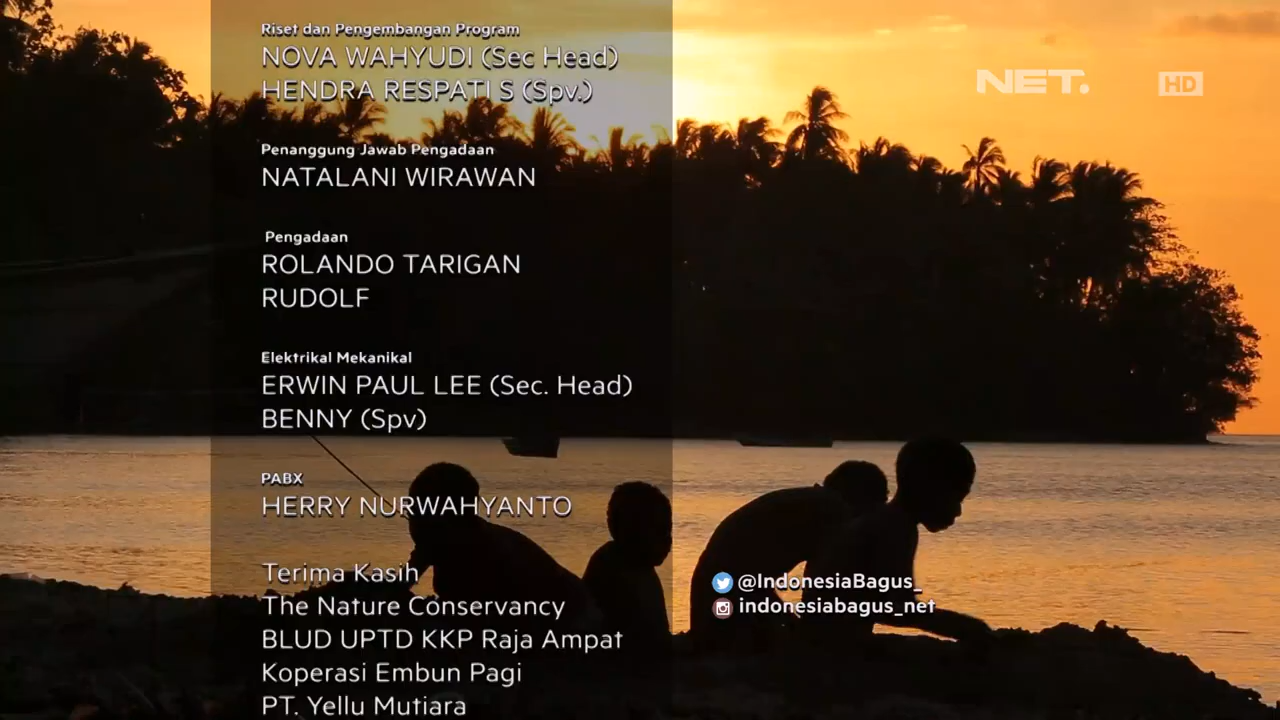 Riset dan Pengembangan Program
NOVA WAHYUDI (Sec Head)
HENDRA RESPATI S (Spv.)
Penanggung Jawab Pengadaan
NATALANI WIRAWAN
Pengadaan
ROLANDO TARIGAN
RUDOLF
Elektrikal Mekanikal
ERWIN PAUL LEE (Sec. Head)
BENNY (Spv)
PABX
HERRY NURWAHYANTO
Terima Kasih
The Nature Conservancy
BLUD UPTD KKP Raja Ampat
Koperasi Embun Pagi
PT. Yellu Mutiara
NET.
HD
@IndonesiaBagus_
indonesiabagus_net